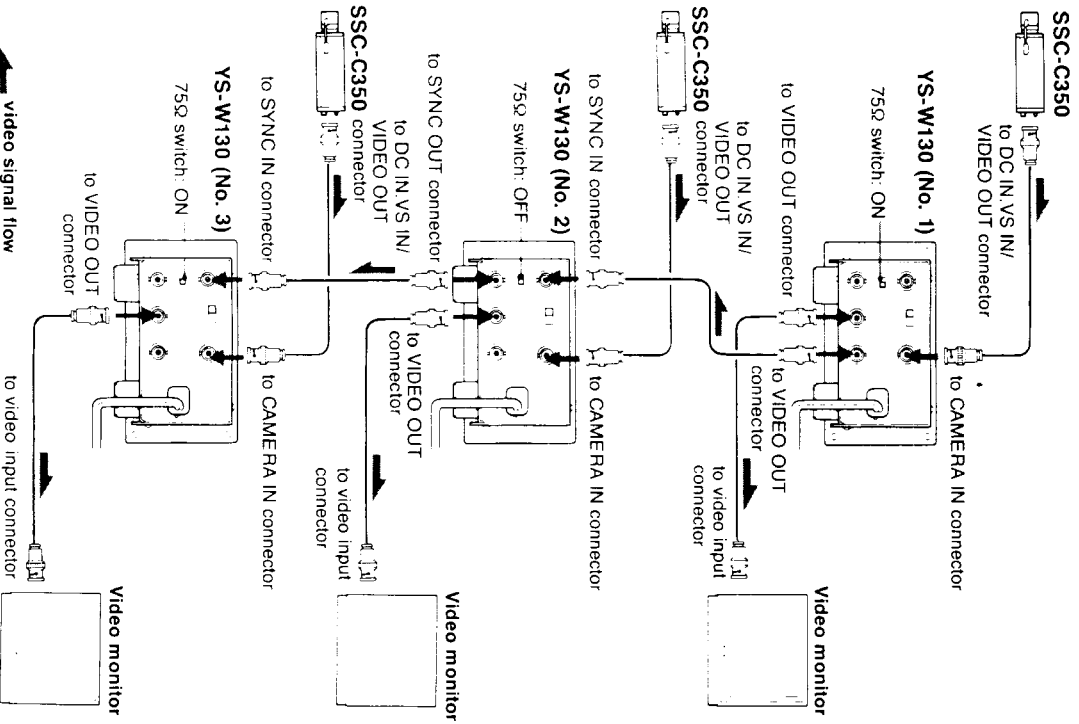 SSC-C350
to DC IN.VS IN/
VIDEO OUT connector
YS-W130 (No. 1)
75Ω switch: ON
to VIDEO OUT connector
to CAMERA IN connector
to VIDEO OUT
connector
to video input
connector
Video monitor
SSC-C350
to DC IN.VS IN/
VIDEO OUT
connector
to SYNC IN connector
YS-W130 (No. 2)
75Ω switch: OFF
to SYNC OUT connector
to CAMERA IN connector
to VIDEO OUT
connector
to video input
connector
Video monitor
SSC-C350
to DC IN.VS IN/
VIDEO OUT
connector
to SYNC IN connector
YS-W130 (No. 3)
75Ω switch: ON
to VIDEO OUT
connector
to CAMERA IN connector
to video input connector
Video monitor
video signal flow